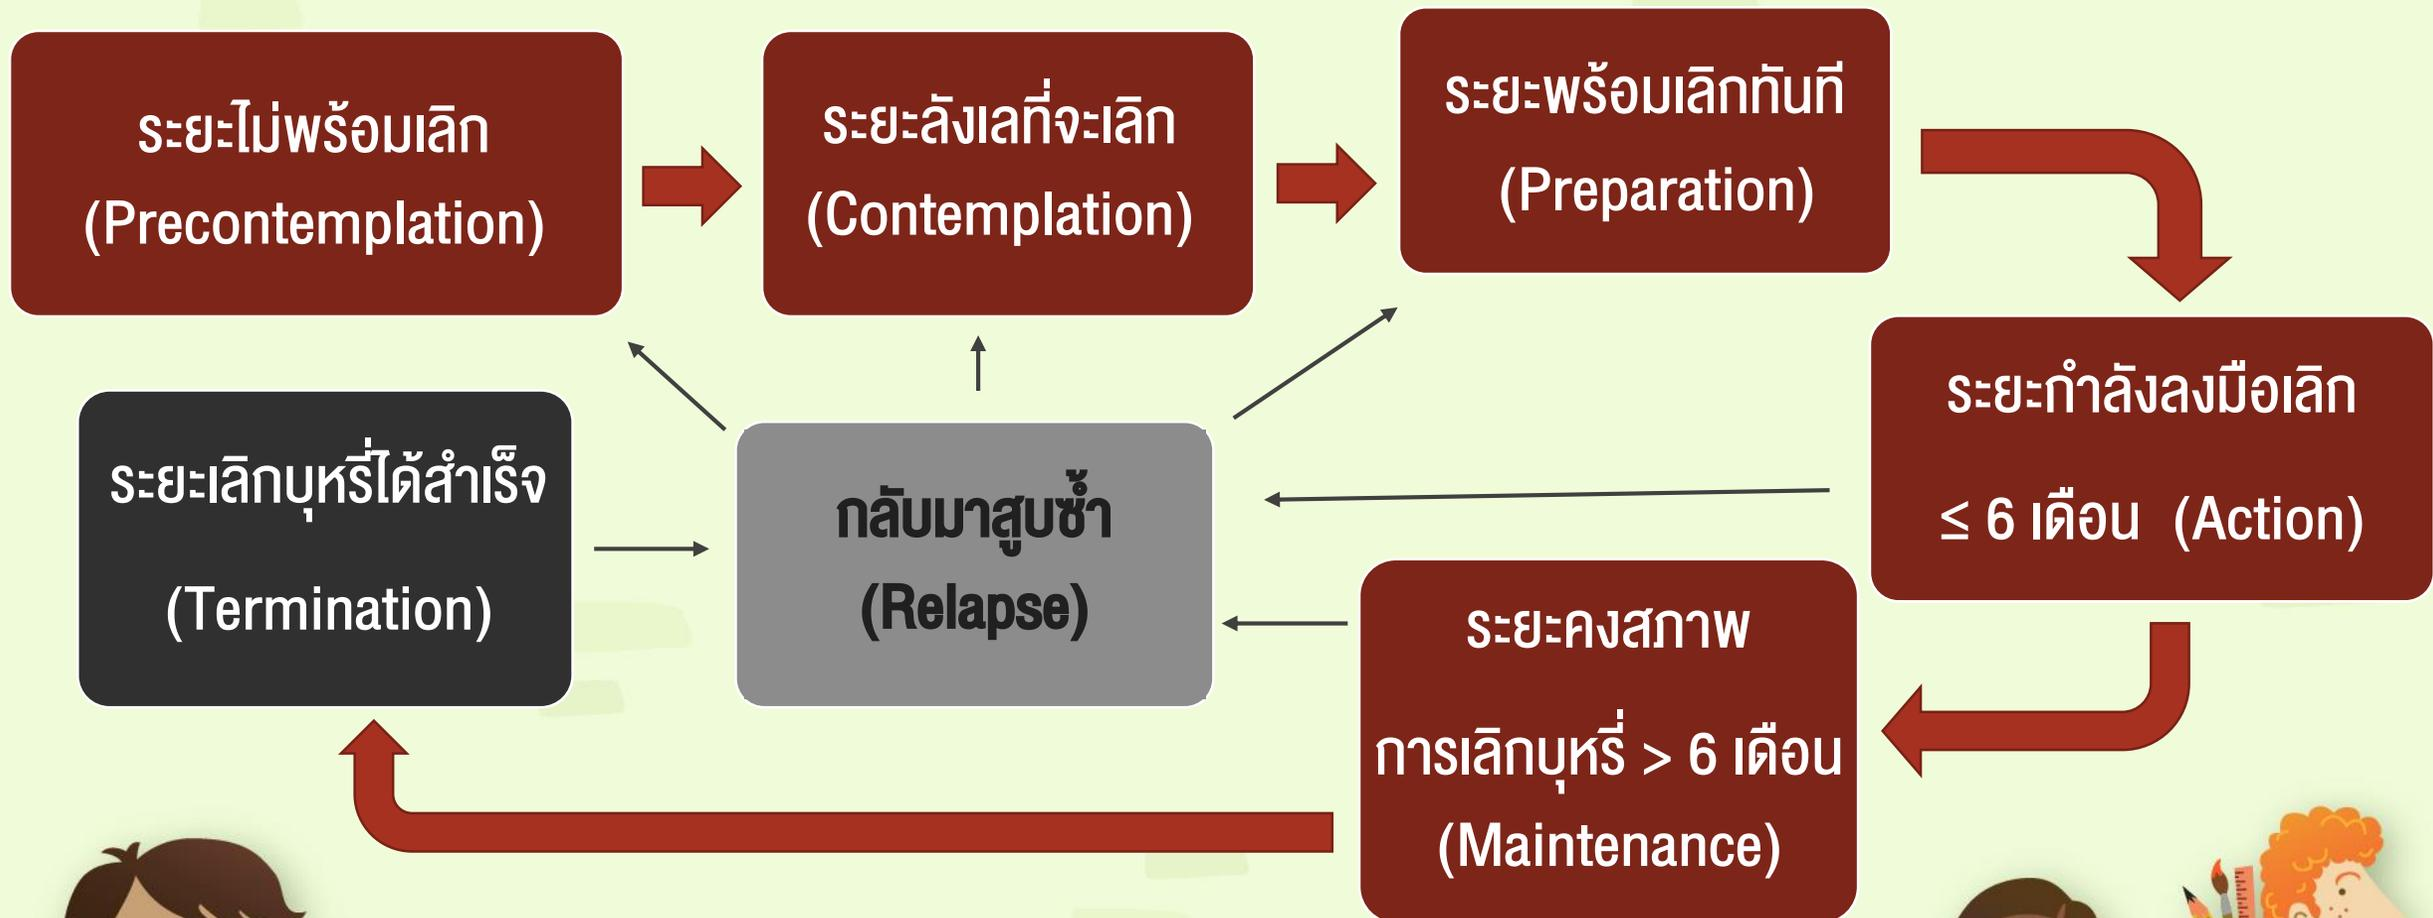 ระยะไม่พร้อมเลิก
(Precontemplation)
ระยะลังเลที่จะเลิก
(Contemplation)
ระยะพร้อมเลิกทันที
(Preparation)
ระยะกำลังลงมือเลิก
≤ 6 เดือน (Action)
ระยะเลิกบุหรี่ได้สำเร็จ
(Termination)
กลับมาสูบซ้ำ
(Relapse)
ระยะคงสภาพ
การเลิกบุหรี่ > 6 เดือน
(Maintenance)